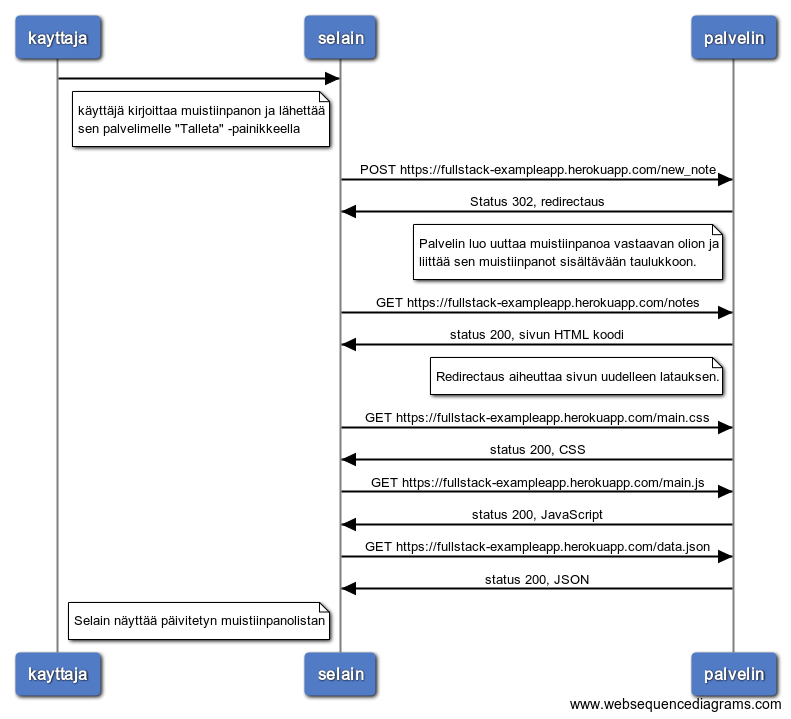 kayttaja
selain
palvelin
käyttäjä kirjoittaa muistiinpanon ja lähettää
sen palvelimelle "Talleta" -painikkeella
POST https://fullstack-exampleapp.herokuapp.com/new_note
Status 302, redirectaus
Palvelin luo uuttaa muistiinpanoa vastaavan olion ja
liittää sen muistiinpanot sisältävään taulukkoon.
GET https://fullstack-exampleapp.herokuapp.com/notes
status 200, sivun HTML koodi
Redirectaus aiheuttaa sivun uudelleen latauksen.
GET https://fullstack-exampleapp.herokuapp.com/main.css
status 200, CSS
GET https://fullstack-exampleapp.herokuapp.com/main.js
status 200, JavaScript
GET https://fullstack-exampleapp.herokuapp.com/data.json
status 200, JSON
Selain näyttää päivitetyn muistiinpanolistan
kayttaja
selain
palvelin
www.websequencediagrams.com